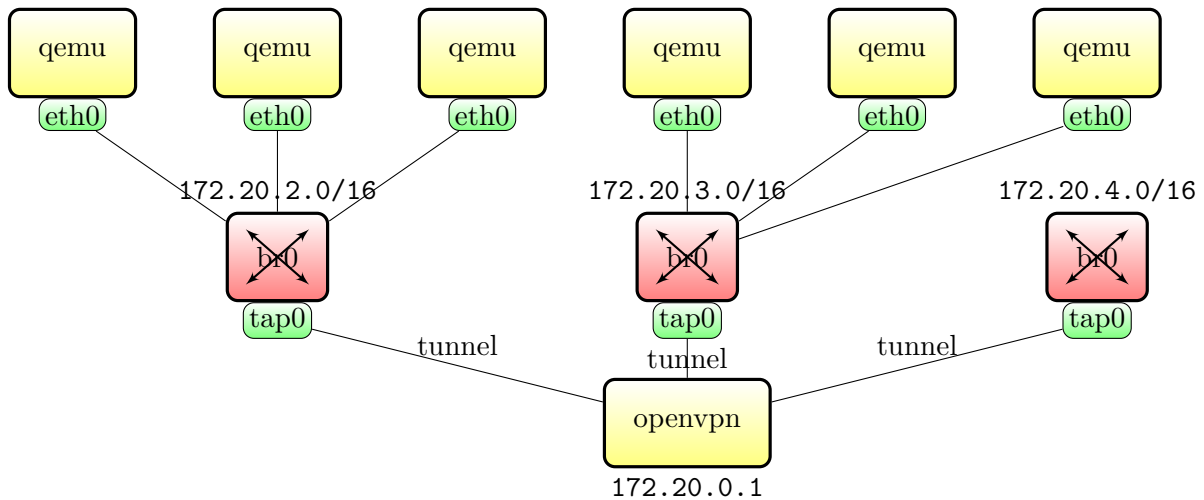 qemu
qemu
qemu
qemu
qemu
qemu
eth0
eth0
eth0
eth0
eth0
eth0
172.20.2.0/16
172.20.3.0/16
172.20.4.0/16
br0
br0
br0
tap0
tap0
tap0
tunnel
tunnel
tunnel
openvpn
172.20.0.1